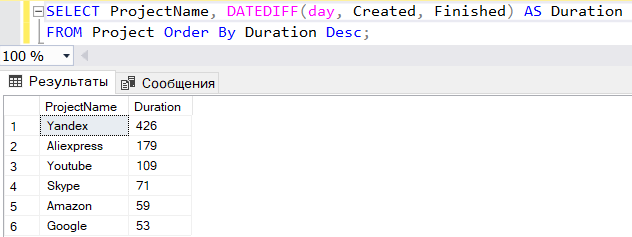 SELECT ProjectName, DATEDIFF(day, Created, Finished) AS Duration
FROM Project Order By Duration Desc;
100 %
Результаты Сообщения
ProjectName Duration
1 Yandex 426
2 Aliexpress 179
3 Youtube 109
4 Skype 71
5 Amazon 59
6 Google 53